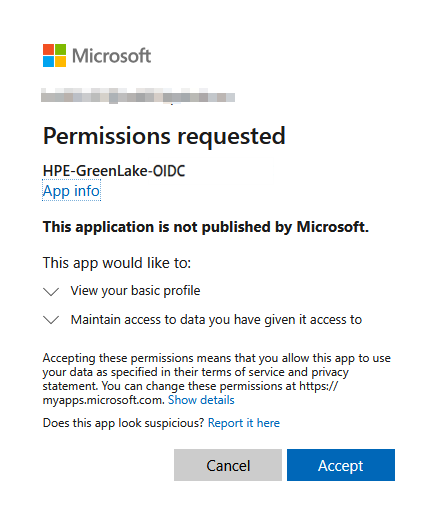 Microsoft
Permissions requested
HPE-GreenLake-OIDC
App info
This application is not published by Microsoft.
This app would like to:
View your basic profile
Maintain access to data you have given it access to
Accepting these permissions means that you allow this app to use
your data as specified in their terms of service and privacy
statement. You can change these permissions at https://
myapps.microsoft.com. Show details
Does this app look suspicious? Report it here
Cancel
Accept